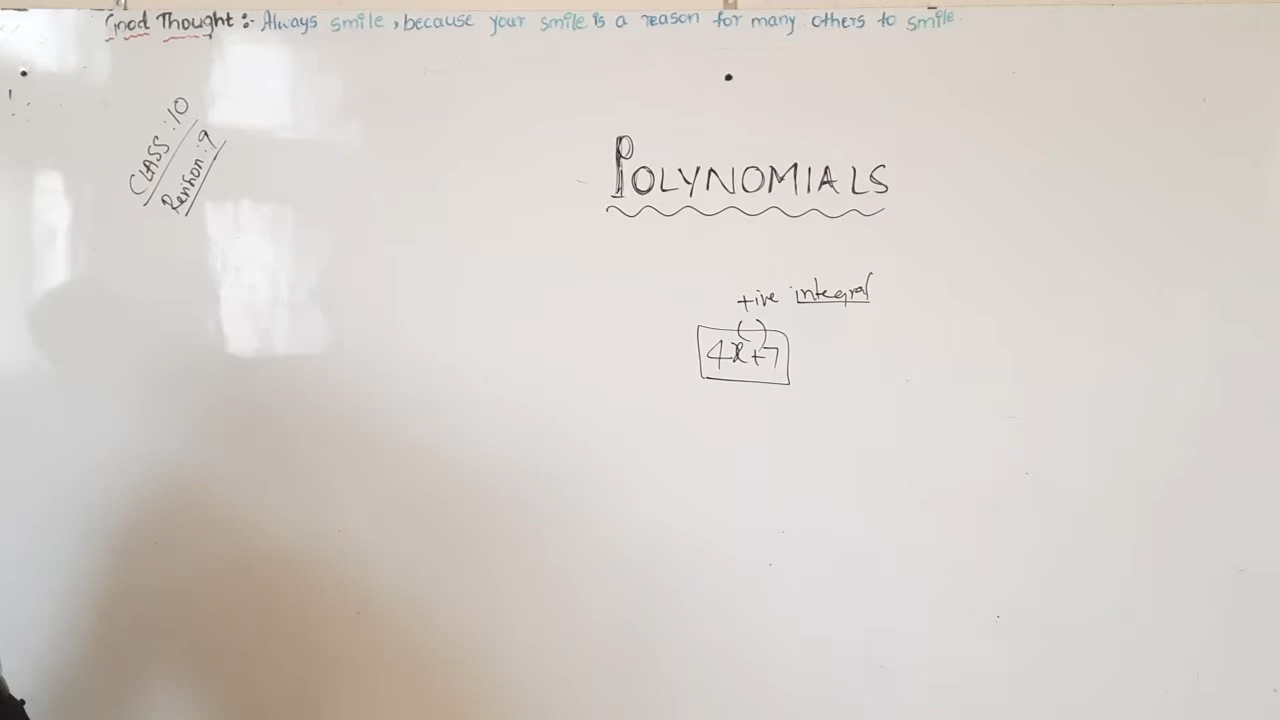 Good Thought :- Always smile, because your smile is a reason for many others to smile.
CLASS : 10
Revision : 9
POLYNOMIALS
+ive integral
( )
4x+7